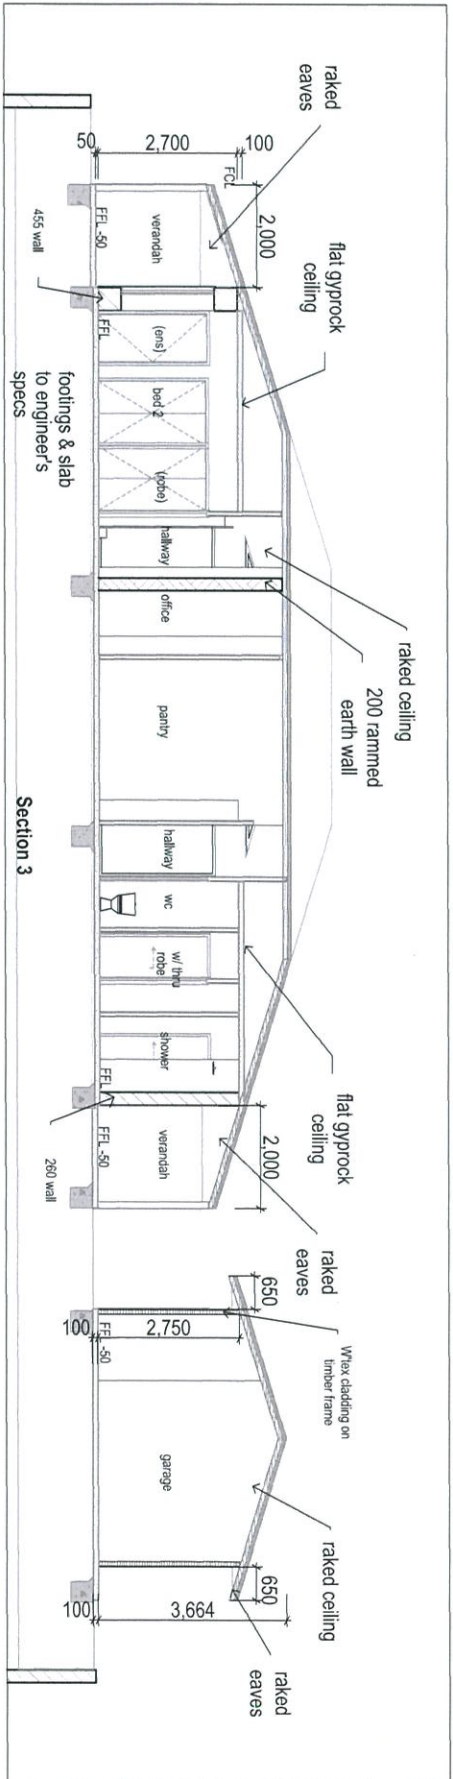 raked
eaves
flat gyprock
ceiling
raked ceiling
200 rammed
earth wall
flat gyprock
ceiling
raked
eaves
W'tex cladding on
timber frame
raked ceiling
raked
eaves
50
2,700
100
FCL
2,000
FFL -50
verandah
455 wall
FFL
(ens)
bed 2
(robe)
hallway
office
pantry
hallway
wc
w/ thru
robe
shower
FFL
260 wall
2,000
verandah
FFL -50
footings & slab
to engineer's
specs
650
100
2,750
FFL -50
garage
650
100
3,664
Section 3